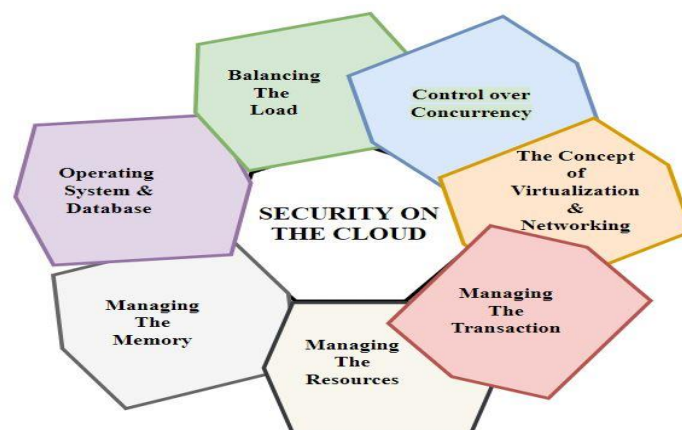 Balancing
The
Load
Control over
Concurrency
The Concept
of
Virtualization
&
Networking
Operating
System &
Database
SECURITY ON
THE CLOUD
Managing
The
Transaction
Managing
The
Memory
Managing
The
Resources